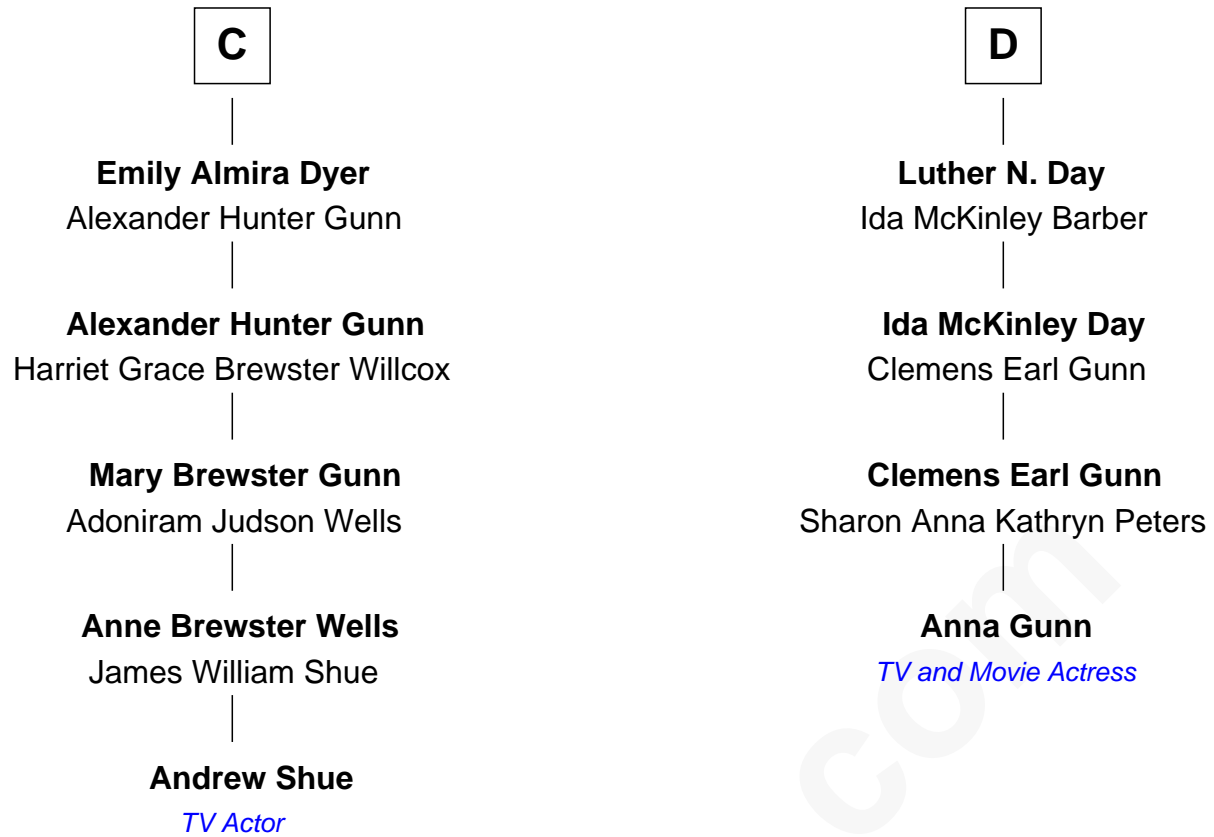 C
Emily Almira Dyer
Alexander Hunter Gunn
Alexander Hunter Gunn
Harriet Grace Brewster Willcox
Mary Brewster Gunn
Adoniram Judson Wells
Anne Brewster Wells
James William Shue
Andrew Shue
TV Actor
D
Luther N. Day
Ida McKinley Barber
Ida McKinley Day
Clemens Earl Gunn
Clemens Earl Gunn
Sharon Anna Kathryn Peters
Anna Gunn
TV and Movie Actress
com